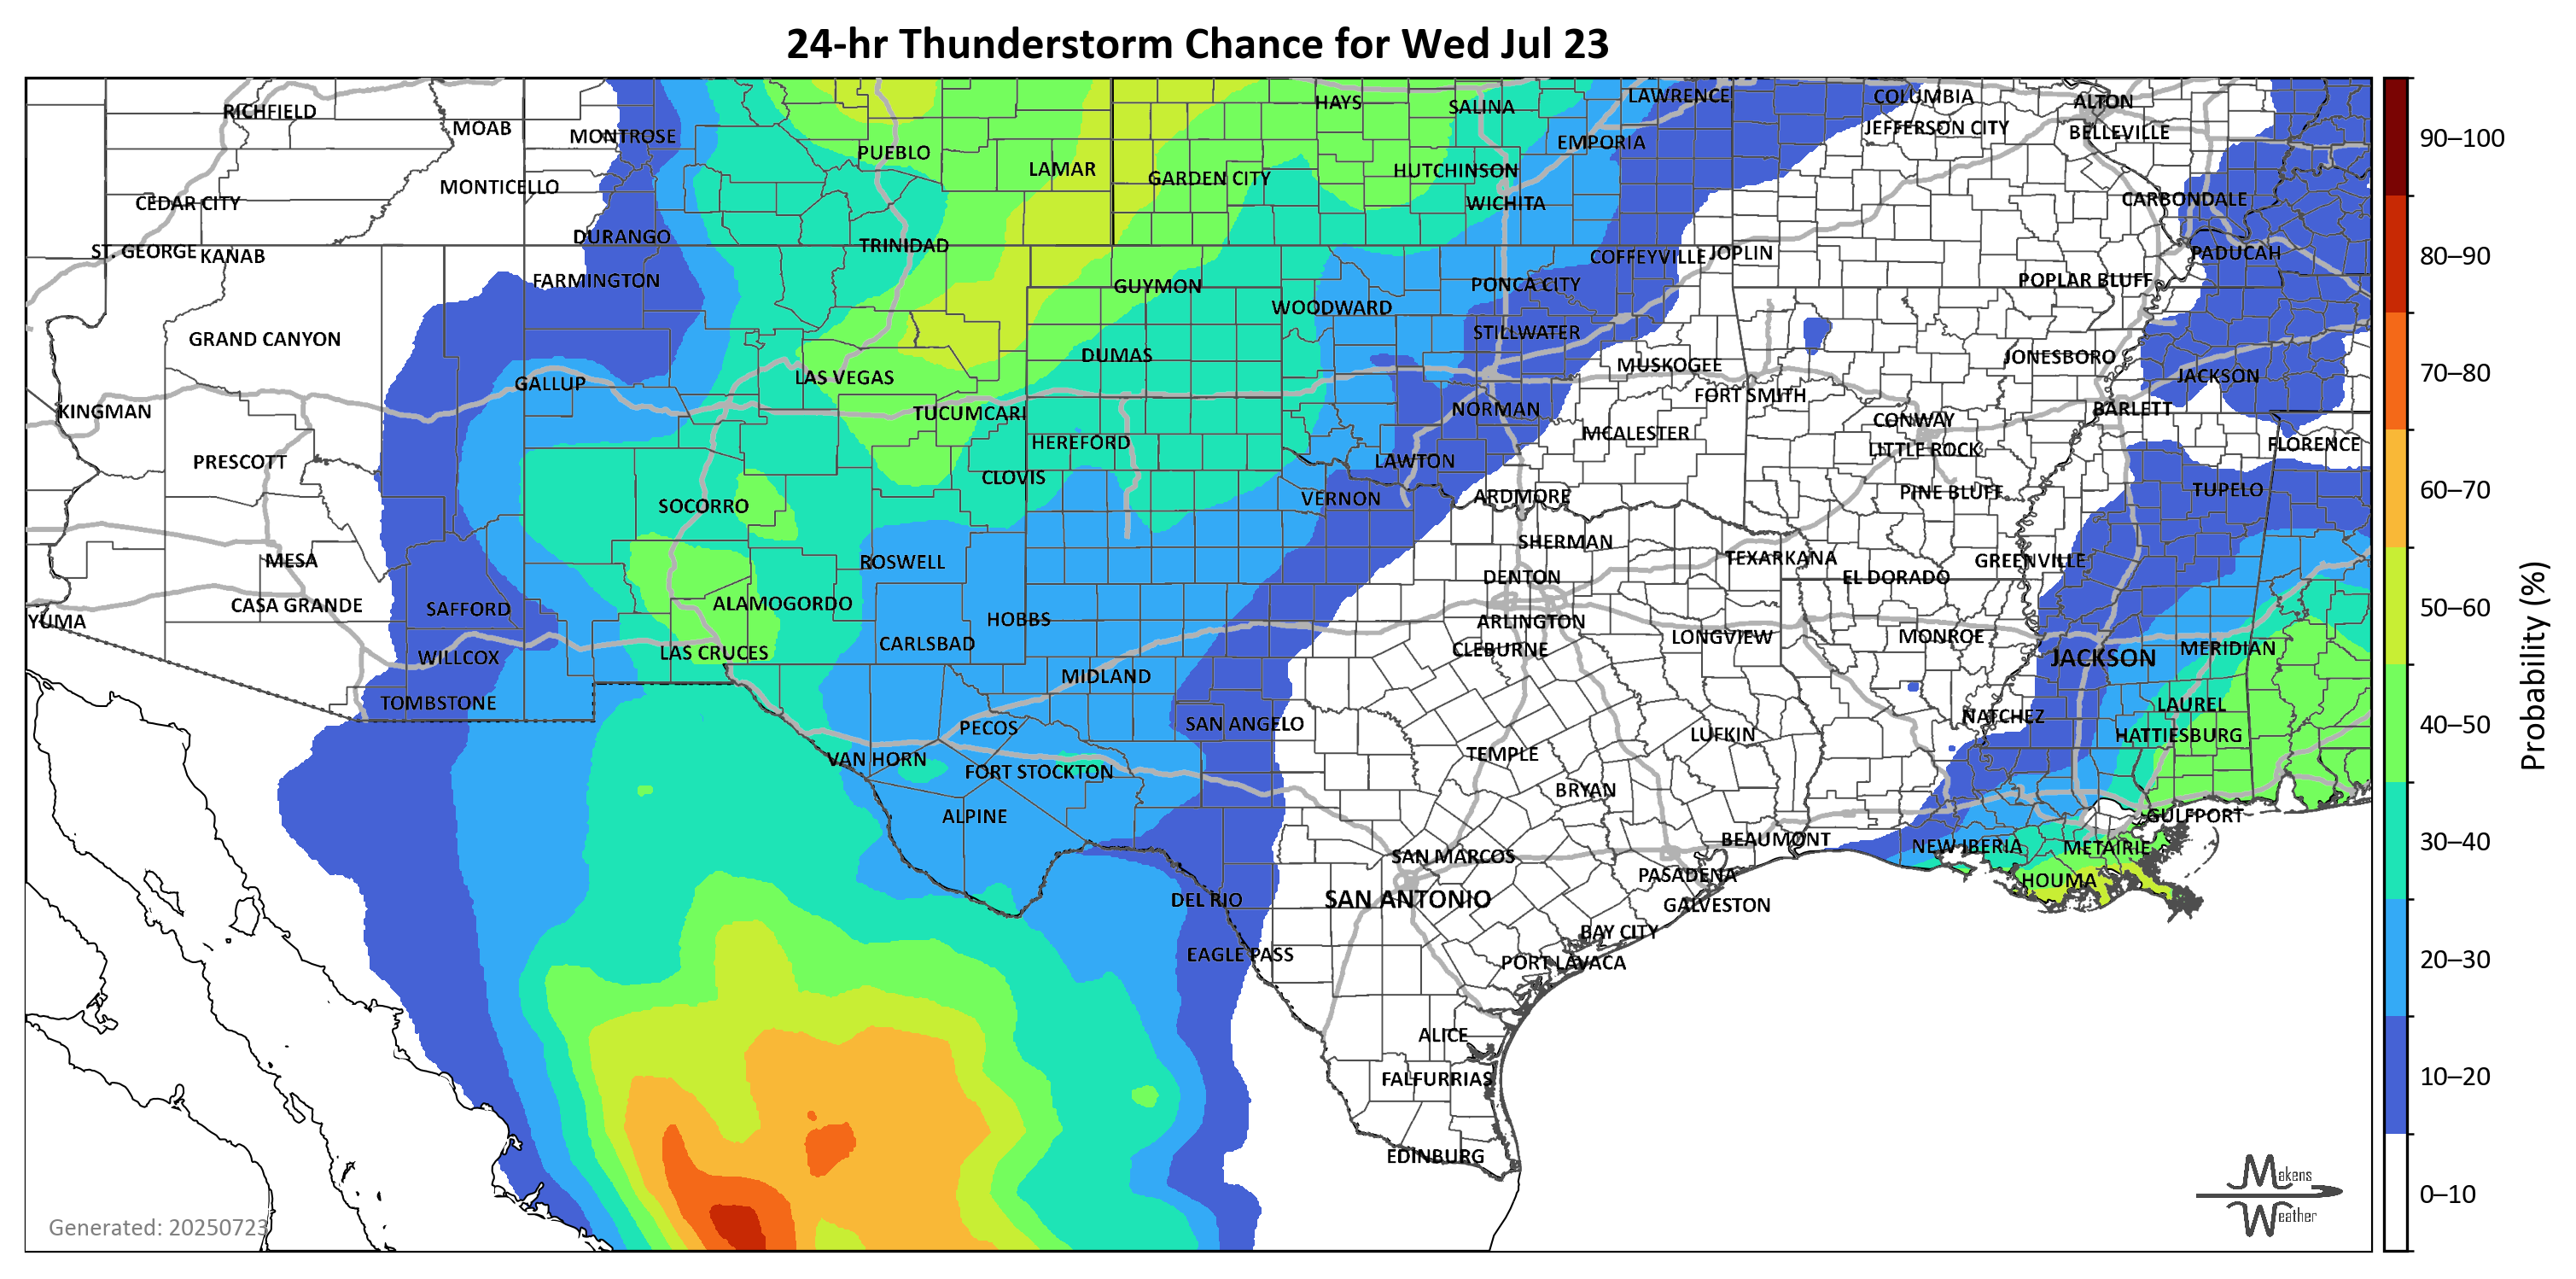 24-hr Thunderstorm Chance for Wed Jul 23
RICHFIELD
MOAB
MONTROSE
HAYS
SALINA
LAWRENCE
COLUMBIA
ALTON
JEFFERSON CITY
BELLEVILLE
EMPORIA
PUEBLO
LAMAR
GARDEN CITY
HUTCHINSON
MONTICELLO
CEDAR CITY
WICHITA
CARBONDALE
DURANGO
TRINIDAD
ST. GEORGE
KANAB
COFFEYVILLE
JOPLIN
PADUCAH
FARMINGTON
GUYMON
PONCA CITY
POPLAR BLUFF
WOODWARD
GRAND CANYON
STILLWATER
DUMAS
MUSKOGEE
JONESBORO
GALLUP
LAS VEGAS
JACKSON
FORT SMITH
KINGMAN
TUCUMCARI
NORMAN
BARLETT
CONWAY
MCALESTER
HEREFORD
LITTLE ROCK
FLORENCE
PRESCOTT
LAWTON
CLOVIS
SOCORRO
VERNON
ARDMORE
PINE BLUFF
TUPELO
SHERMAN
MESA
ROSWELL
TEXARKANA
GREENVILLE
DENTON
EL DORADO
CASA GRANDE
SAFFORD
ALAMOGORDO
HOBBS
YUMA
ARLINGTON
CARLSBAD
LONGVIEW
MONROE
WILLCOX
LAS CRUCES
CLEBURNE
JACKSON
MERIDIAN
MIDLAND
TOMBSTONE
LAUREL
PECOS
SAN ANGELO
NATCHEZ
LUFKIN
HATTIESBURG
VAN HORN
FORT STOCKTON
TEMPLE
BRYAN
ALPINE
GULFPORT
BEAUMONT
NEW IBERIA
METAIRIE
SAN MARCOS
PASADENA
HOUMA
DEL RIO
SAN ANTONIO
GALVESTON
BAY CITY
EAGLE PASS
PORT LAVACA
ALICE
FALFURRIAS
EDINBURG
Generated: 20250723
Makens
Weather
90–100
80–90
70–80
60–70
50–60
40–50
30–40
20–30
10–20
0–10
Probability (%)